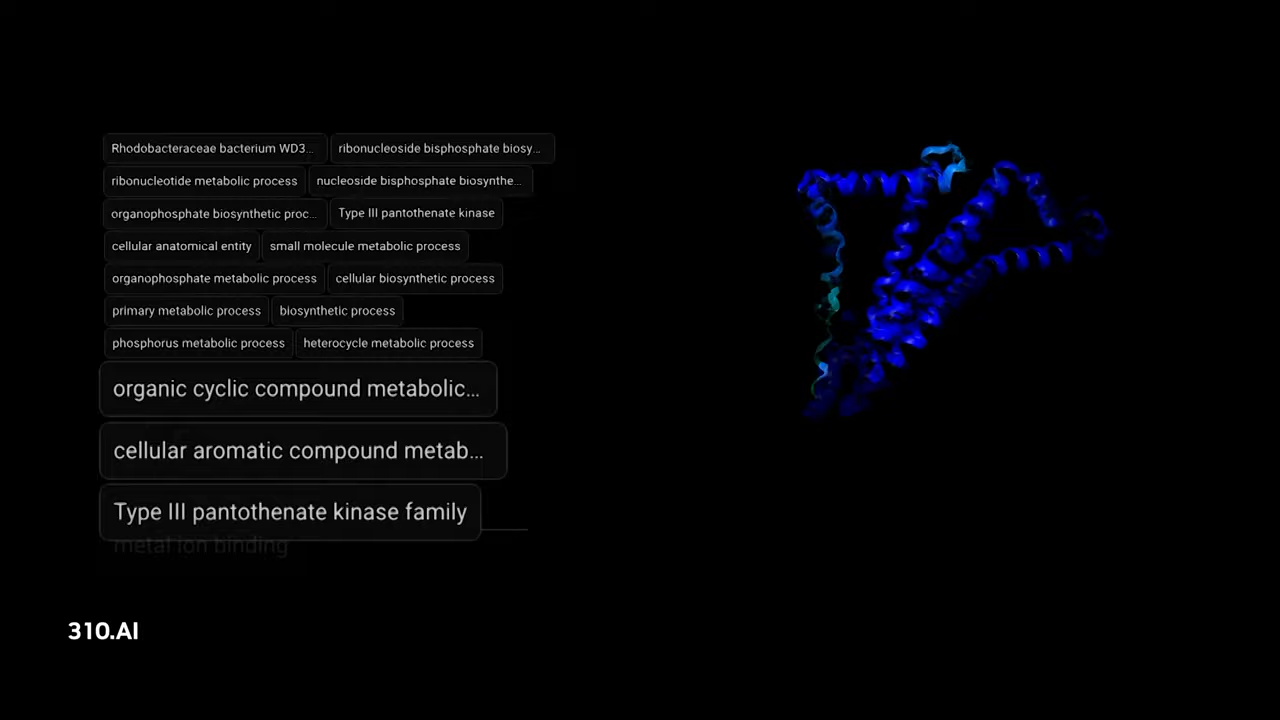 Rhodobacteraceae bacterium WD3... ribonucleoside bisphosphate biosy...
ribonucleotide metabolic process nucleoside bisphosphate biosynthe...
organophosphate biosynthetic proc... Type III pantothenate kinase
cellular anatomical entity small molecule metabolic process
organophosphate metabolic process cellular biosynthetic process
primary metabolic process biosynthetic process
phosphorus metabolic process heterocycle metabolic process
organic cyclic compound metabolic...
cellular aromatic compound metab...
Type III pantothenate kinase family
metal ion binding
310.AI